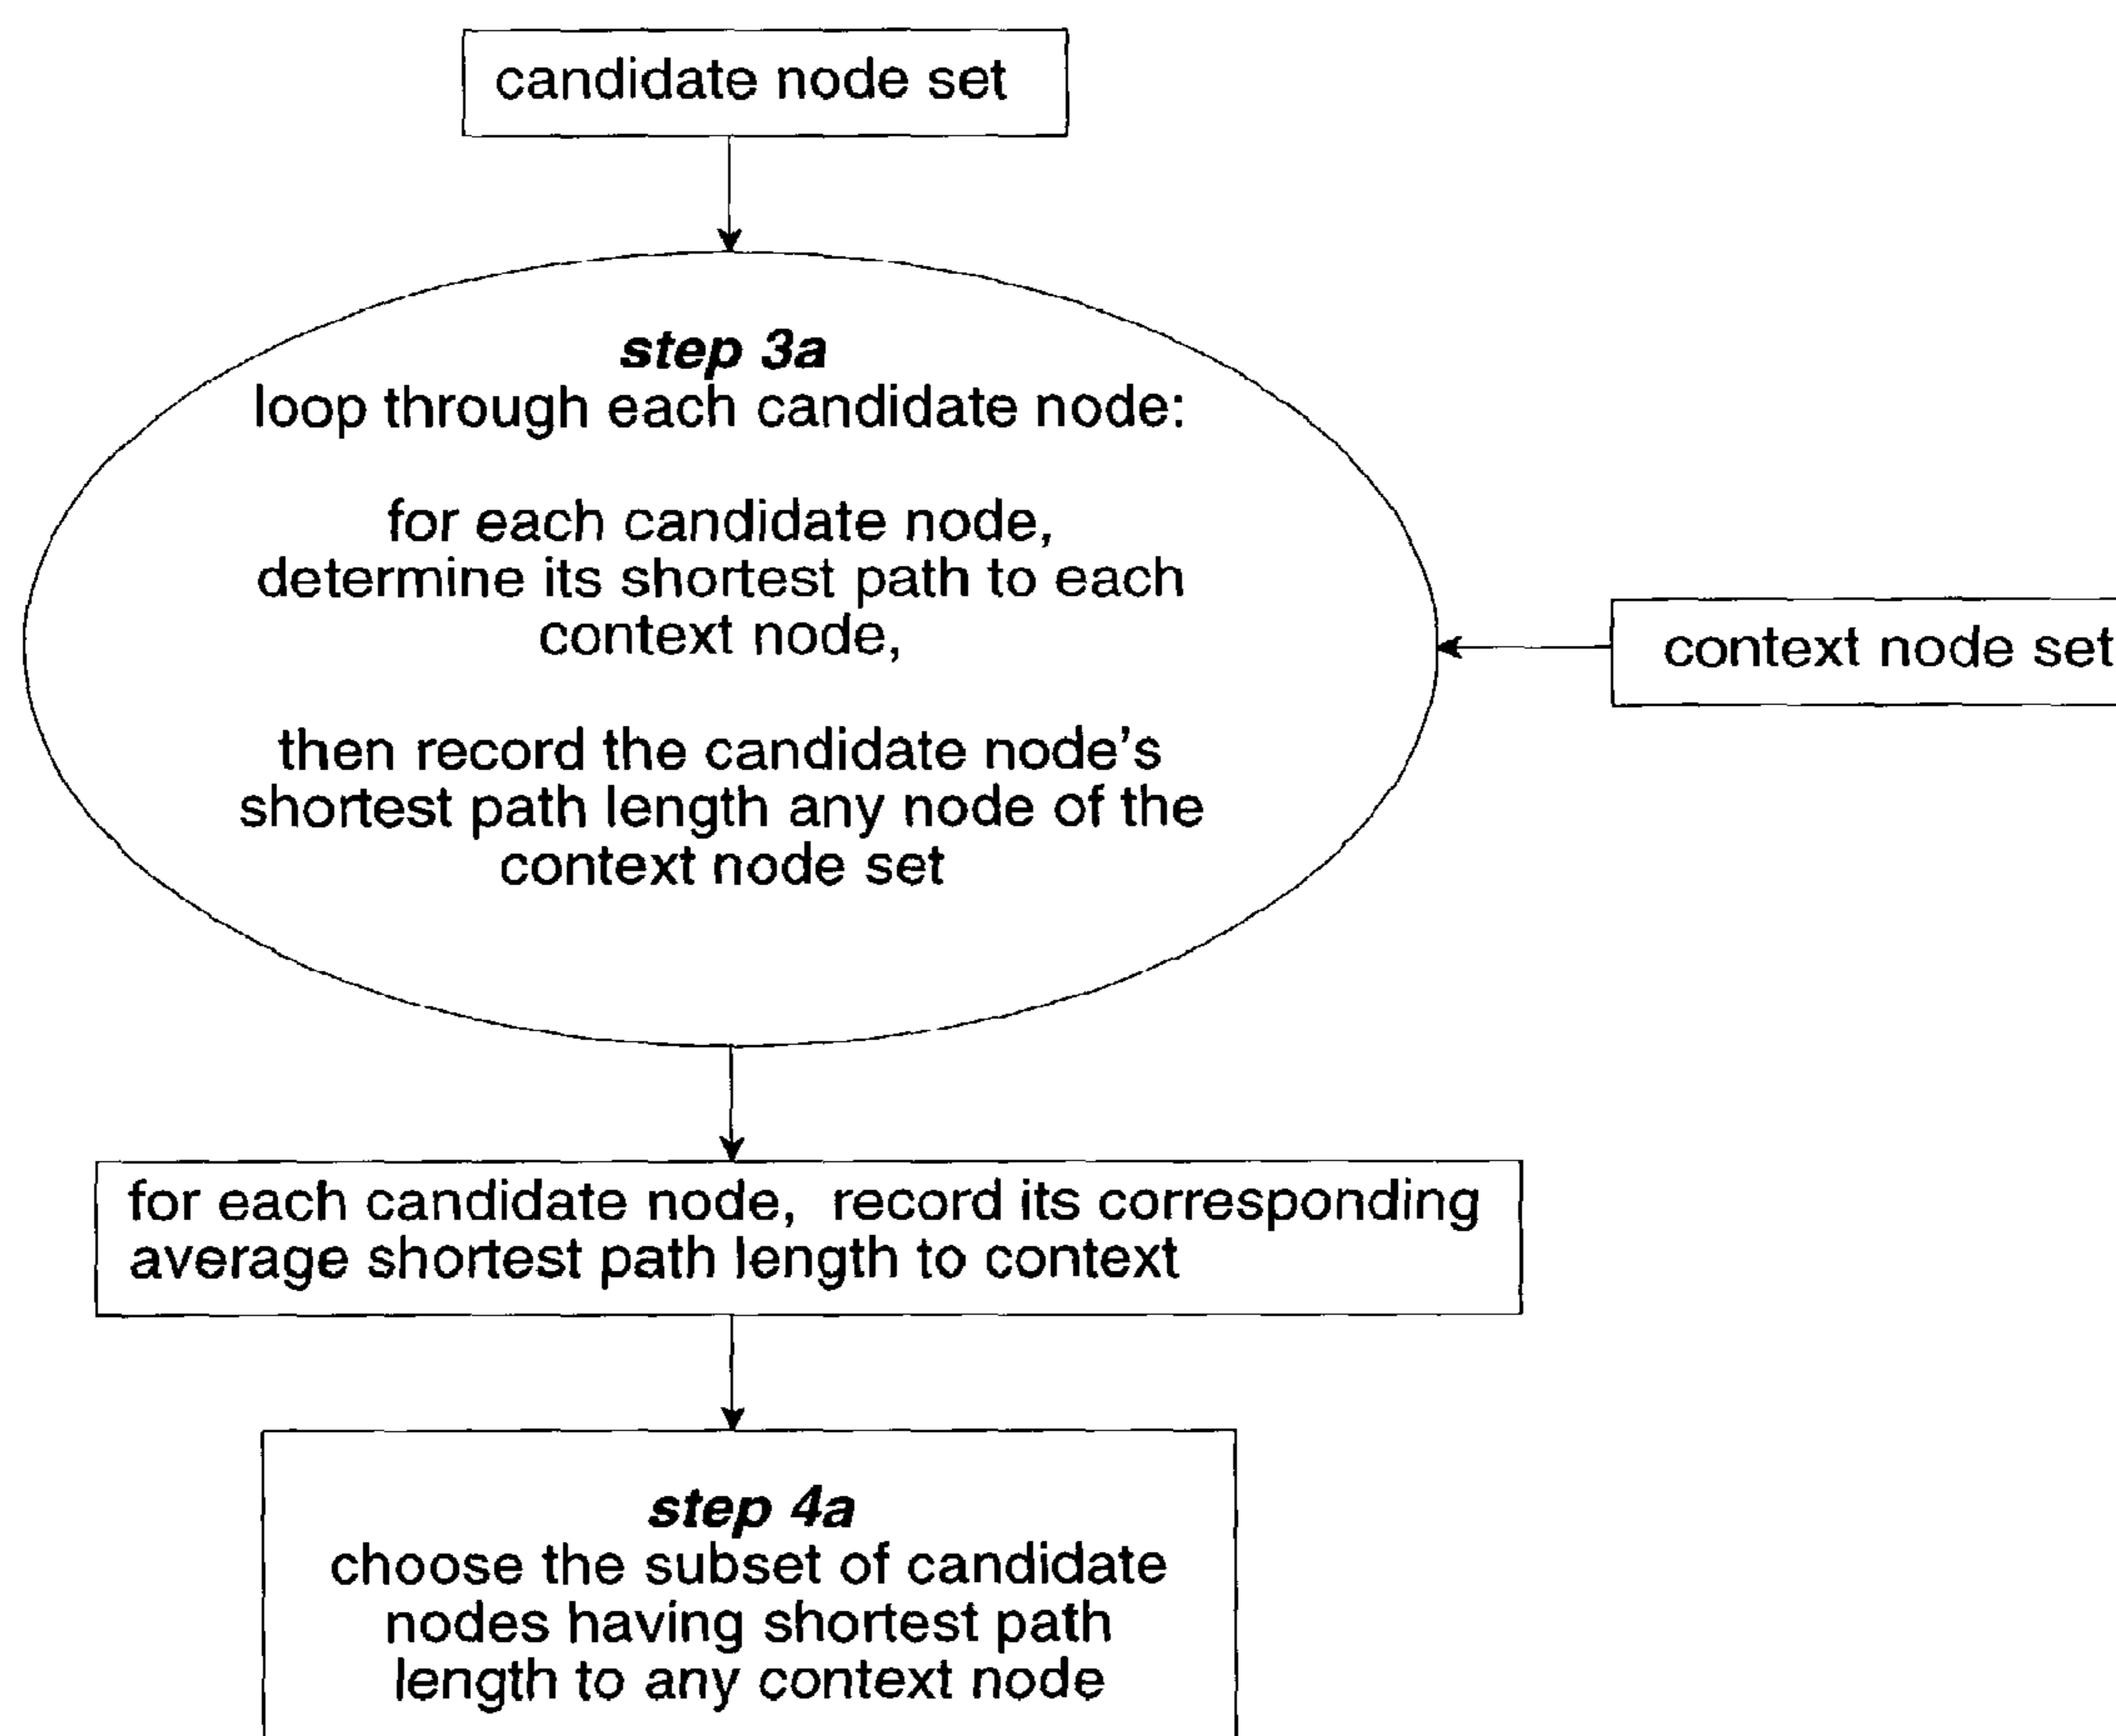 candidate node set
step 3a
loop through each candidate node:
for each candidate node,
determine its shortest path to each
context node,
then record the candidate node's
shortest path length any node of the
context node set
context node set
for each candidate node, record its corresponding
average shortest path length to context
step 4a
choose the subset of candidate
nodes having shortest path
length to any context node